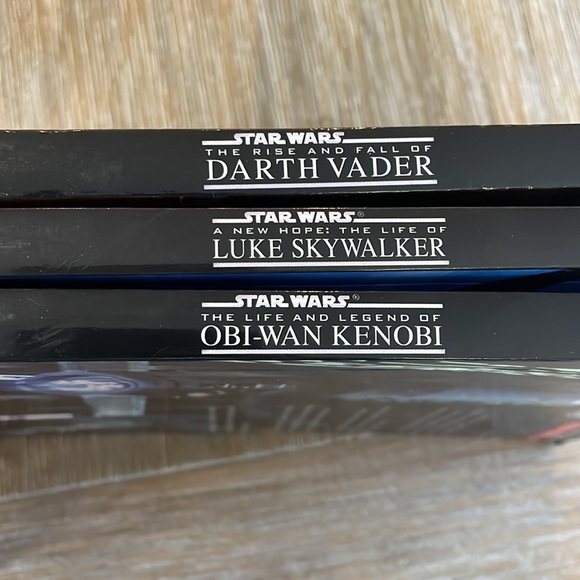 STAR WARS
THE RISE AND FALL OF
DARTH VADER
STAR WARS®
A NEW HOPE: THE LIFE OF
LUKE SKYWALKER
STAR WARS®
THE LIFE AND LEGEND OF
OBI-WAN KENOBI